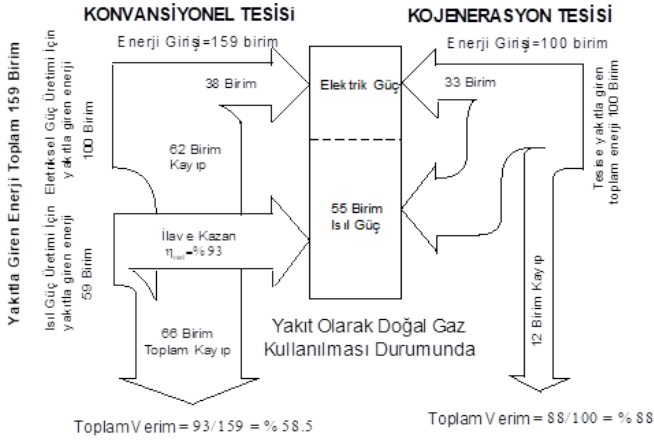 KONVANSİYONEL TESİSİ
Enerji Girişi=159 birim
KOJENERASYON TESİSİ
Enerji Girişi=100 birim
Yakıtla Giren Enerji Toplam 159 Birim
Eletriksel Güç Üretimi İçin
yakıtla giren enerji
100 Birim
38 Birim
62 Birim
Kayıp
Isıl Güç Üretimi İçin
yakıtla giren enerji
59 Birim
İlave Kazan
=%93
66 Birim
Toplam Kayıp
Elektrik Güç
55 Birim
Isıl Güç
33 Birim
Tesise yakıtla giren
toplam enerji 100 Birim
12 Birim Kayıp
Yakıt Olarak Doğal Gaz
Kullanılması Durumunda
Toplam Verim = 93/159 = % 58.5
Toplam Verim = 88/100 = % 88